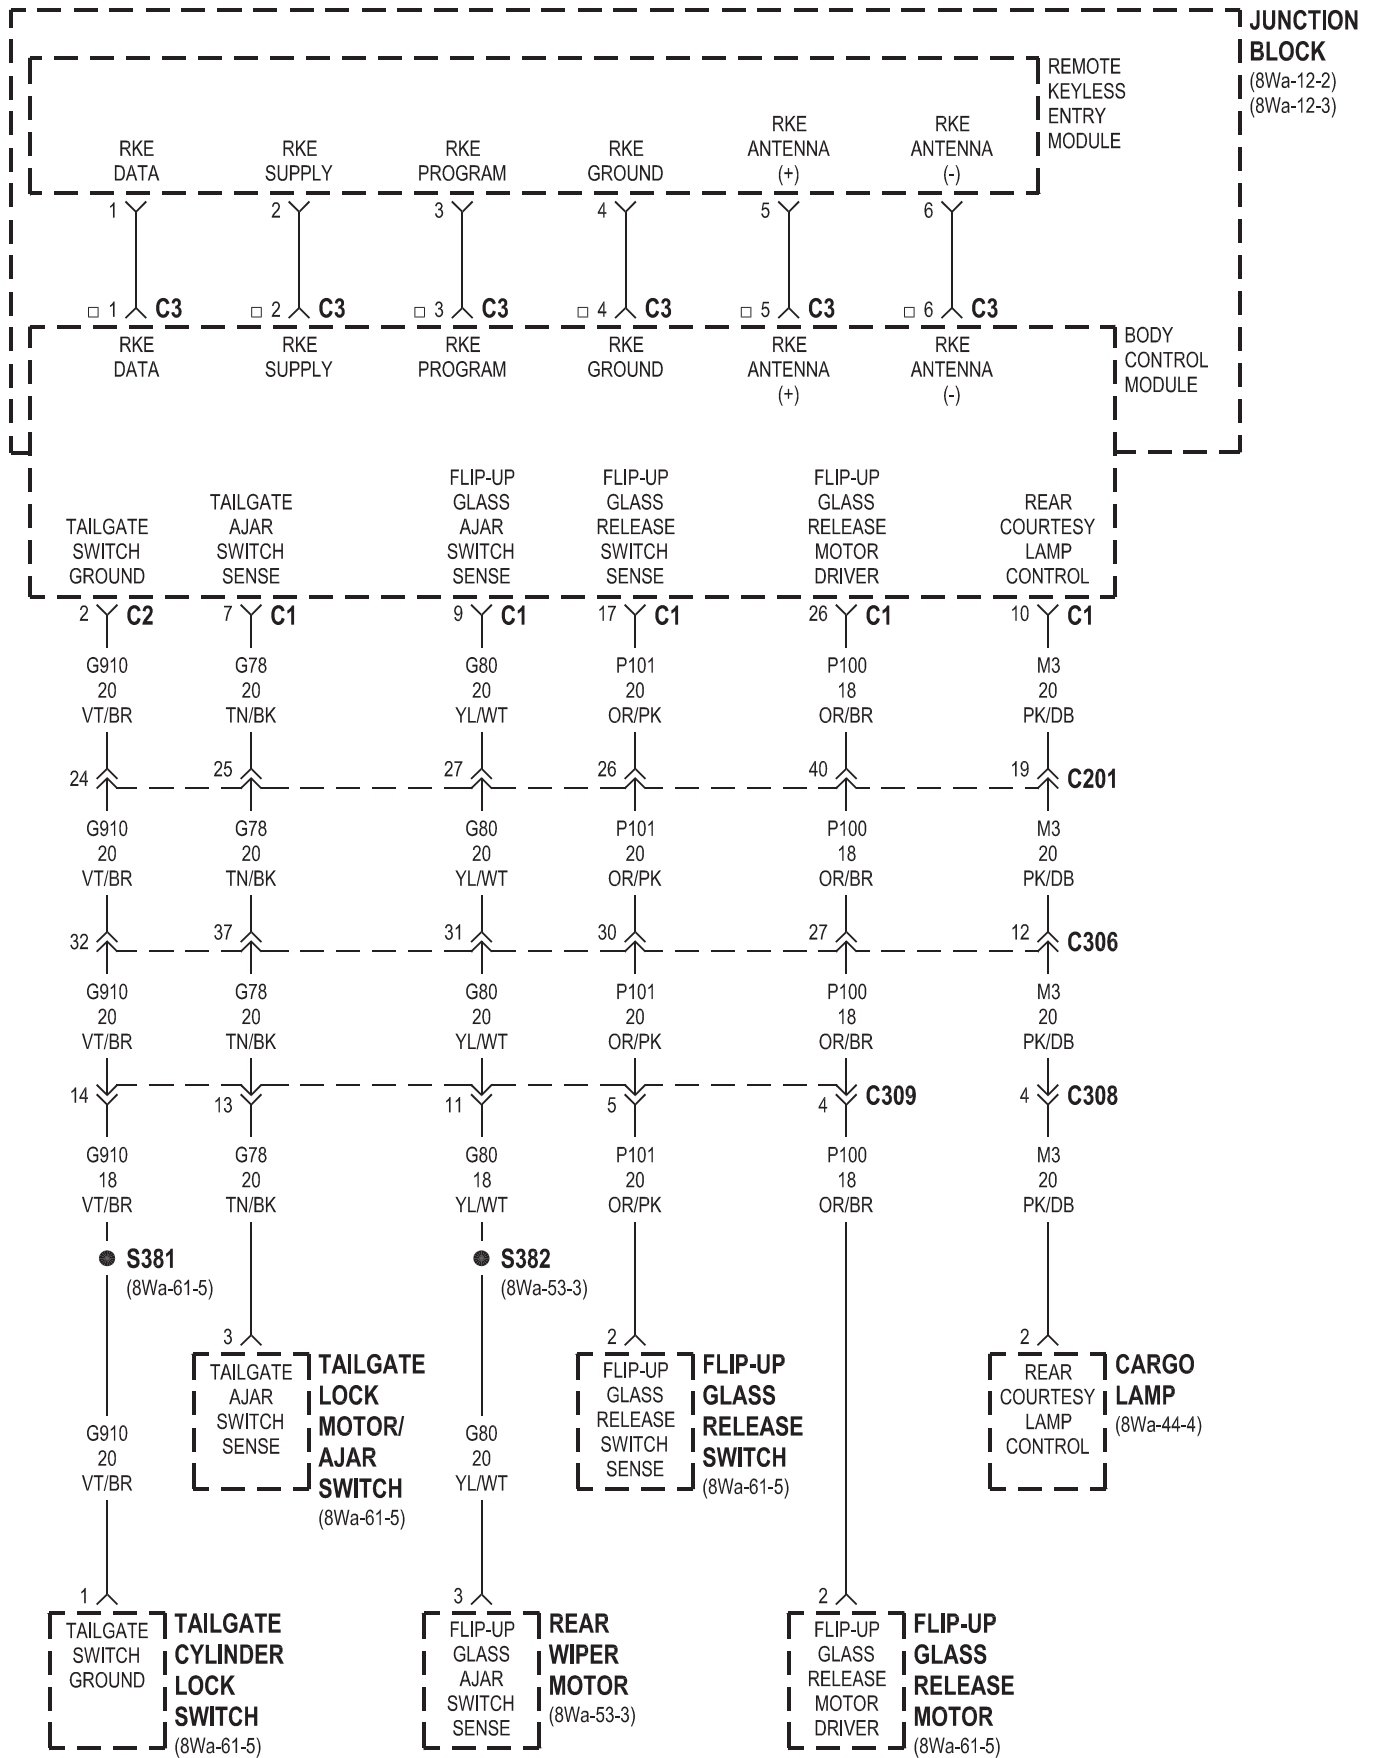 JUNCTION
BLOCK
(8Wa-12-2)
(8Wa-12-3)
REMOTE
KEYLESS
ENTRY
MODULE
RKE
DATA
RKE
SUPPLY
RKE
PROGRAM
RKE
GROUND
RKE
ANTENNA
(+)
RKE
ANTENNA
(-)
1 2 3 4 5 6
1 C3 2 C3 3 C3 4 C3 5 C3 6 C3
RKE
DATA
RKE
SUPPLY
RKE
PROGRAM
RKE
GROUND
RKE
ANTENNA
(+)
RKE
ANTENNA
(-)
BODY
CONTROL
MODULE
TAILGATE
SWITCH
GROUND
TAILGATE
AJAR
SWITCH
SENSE
FLIP-UP
GLASS
AJAR
SWITCH
SENSE
FLIP-UP
GLASS
RELEASE
SWITCH
SENSE
FLIP-UP
GLASS
RELEASE
MOTOR
DRIVER
REAR
COURTESY
LAMP
CONTROL
2 C2 7 C1 9 C1 17 C1 26 C1 10 C1
G910 G78 G80 P101 P100 M3
20 20 20 20 18 20
VT/BR TN/BK YL/WT OR/PK OR/BR PK/DB
24 25 27 26 40 19 C201
G910 G78 G80 P101 P100 M3
20 20 20 20 18 20
VT/BR TN/BK YL/WT OR/PK OR/BR PK/DB
32 37 31 30 27 12 C306
G910 G78 G80 P101 P100 M3
20 20 20 20 18 20
VT/BR TN/BK YL/WT OR/PK OR/BR PK/DB
14 13 11 5 4 C309 4 C308
G910 G78 G80 P101 P100 M3
18 20 18 20 18 20
VT/BR TN/BK YL/WT OR/PK OR/BR PK/DB
S381
(8Wa-61-5)
S382
(8Wa-53-3)
3
TAILGATE
AJAR
SWITCH
SENSE
TAILGATE
LOCK
MOTOR/
AJAR
SWITCH
(8Wa-61-5)
2
FLIP-UP
GLASS
RELEASE
SWITCH
SENSE
FLIP-UP
GLASS
RELEASE
SWITCH
(8Wa-61-5)
2
REAR
COURTESY
LAMP
CONTROL
CARGO
LAMP
(8Wa-44-4)
G910
20
VT/BR
G80
20
YL/WT
1
TAILGATE
SWITCH
GROUND
TAILGATE
CYLINDER
LOCK
SWITCH
(8Wa-61-5)
3
FLIP-UP
GLASS
AJAR
SWITCH
SENSE
REAR
WIPER
MOTOR
(8Wa-53-3)
2
FLIP-UP
GLASS
RELEASE
MOTOR
DRIVER
FLIP-UP
GLASS
RELEASE
MOTOR
(8Wa-61-5)